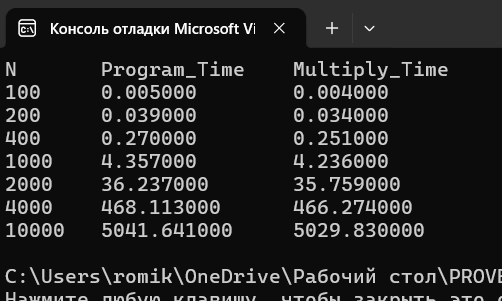 Консоль отладки Microsoft Vi
N Program_Time Multiply_Time
100 0.005000 0.004000
200 0.039000 0.034000
400 0.270000 0.251000
1000 4.357000 4.236000
2000 36.237000 35.759000
4000 468.113000 466.274000
10000 5041.641000 5029.830000
C:\Users\romik\OneDrive\Рабочий стол\PROVE
Нажмите любую клавишу, чтобы закрыть это